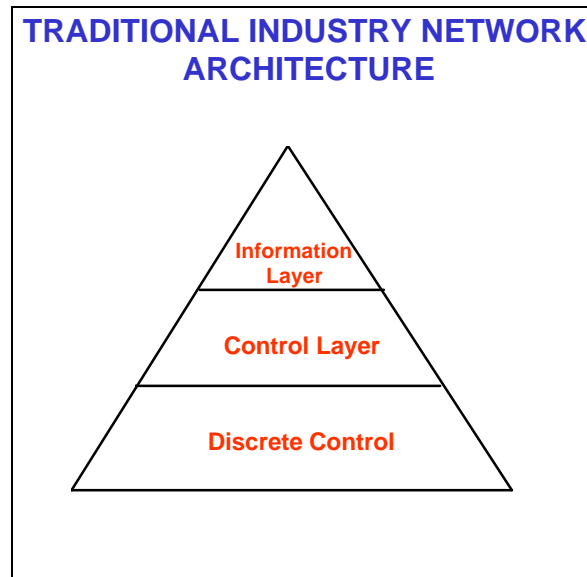 TRADITIONAL INDUSTRY NETWORK
ARCHITECTURE
Information
Layer
Control Layer
Discrete Control